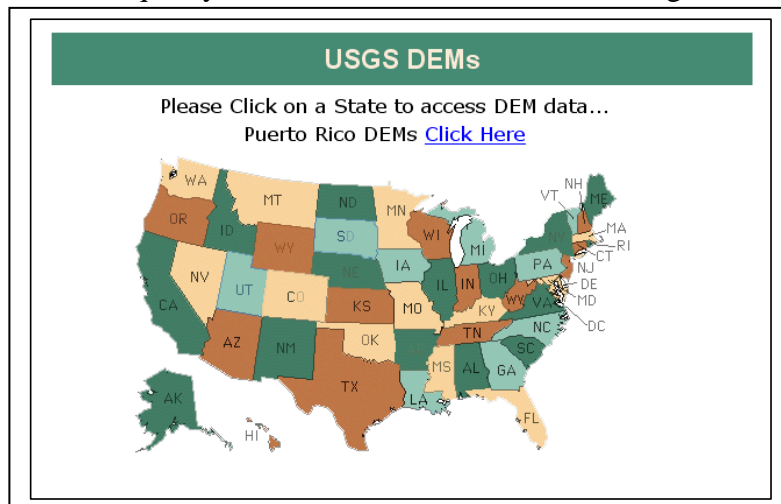 USGS DEMs
Please Click on a State to access DEM data...
Puerto Rico DEMs Click Here
NH
VT
ME
WA
MT
ND
MN
OR
ID
WY
SD
WI
MI
NY
MA
RI
CT
PA
NJ
NV
UT
CO
NE
IA
IL
IN
OH
DE
MD
CA
KS
MO
KY
WV
VA
DC
AZ
NM
OK
TN
NC
SC
TX
LA
MS
AL
GA
AK
HI
FL